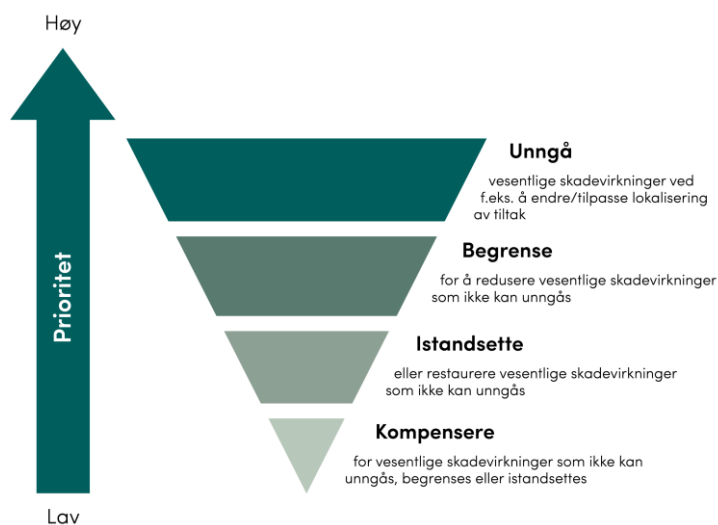 Høy
Prioritet
Lav
Unngå
vesentlige skadevirkninger ved
f.eks. å endre/tilpasse lokalisering
av tiltak
Begrense
for å redusere vesentlige skadevirkninger
som ikke kan unngås
Istandsette
eller restaurere vesentlige skadevirkninger
som ikke kan unngås
Kompensere
for vesentlige skadevirkninger som ikke kan
unngås, begrenses eller istandsettes